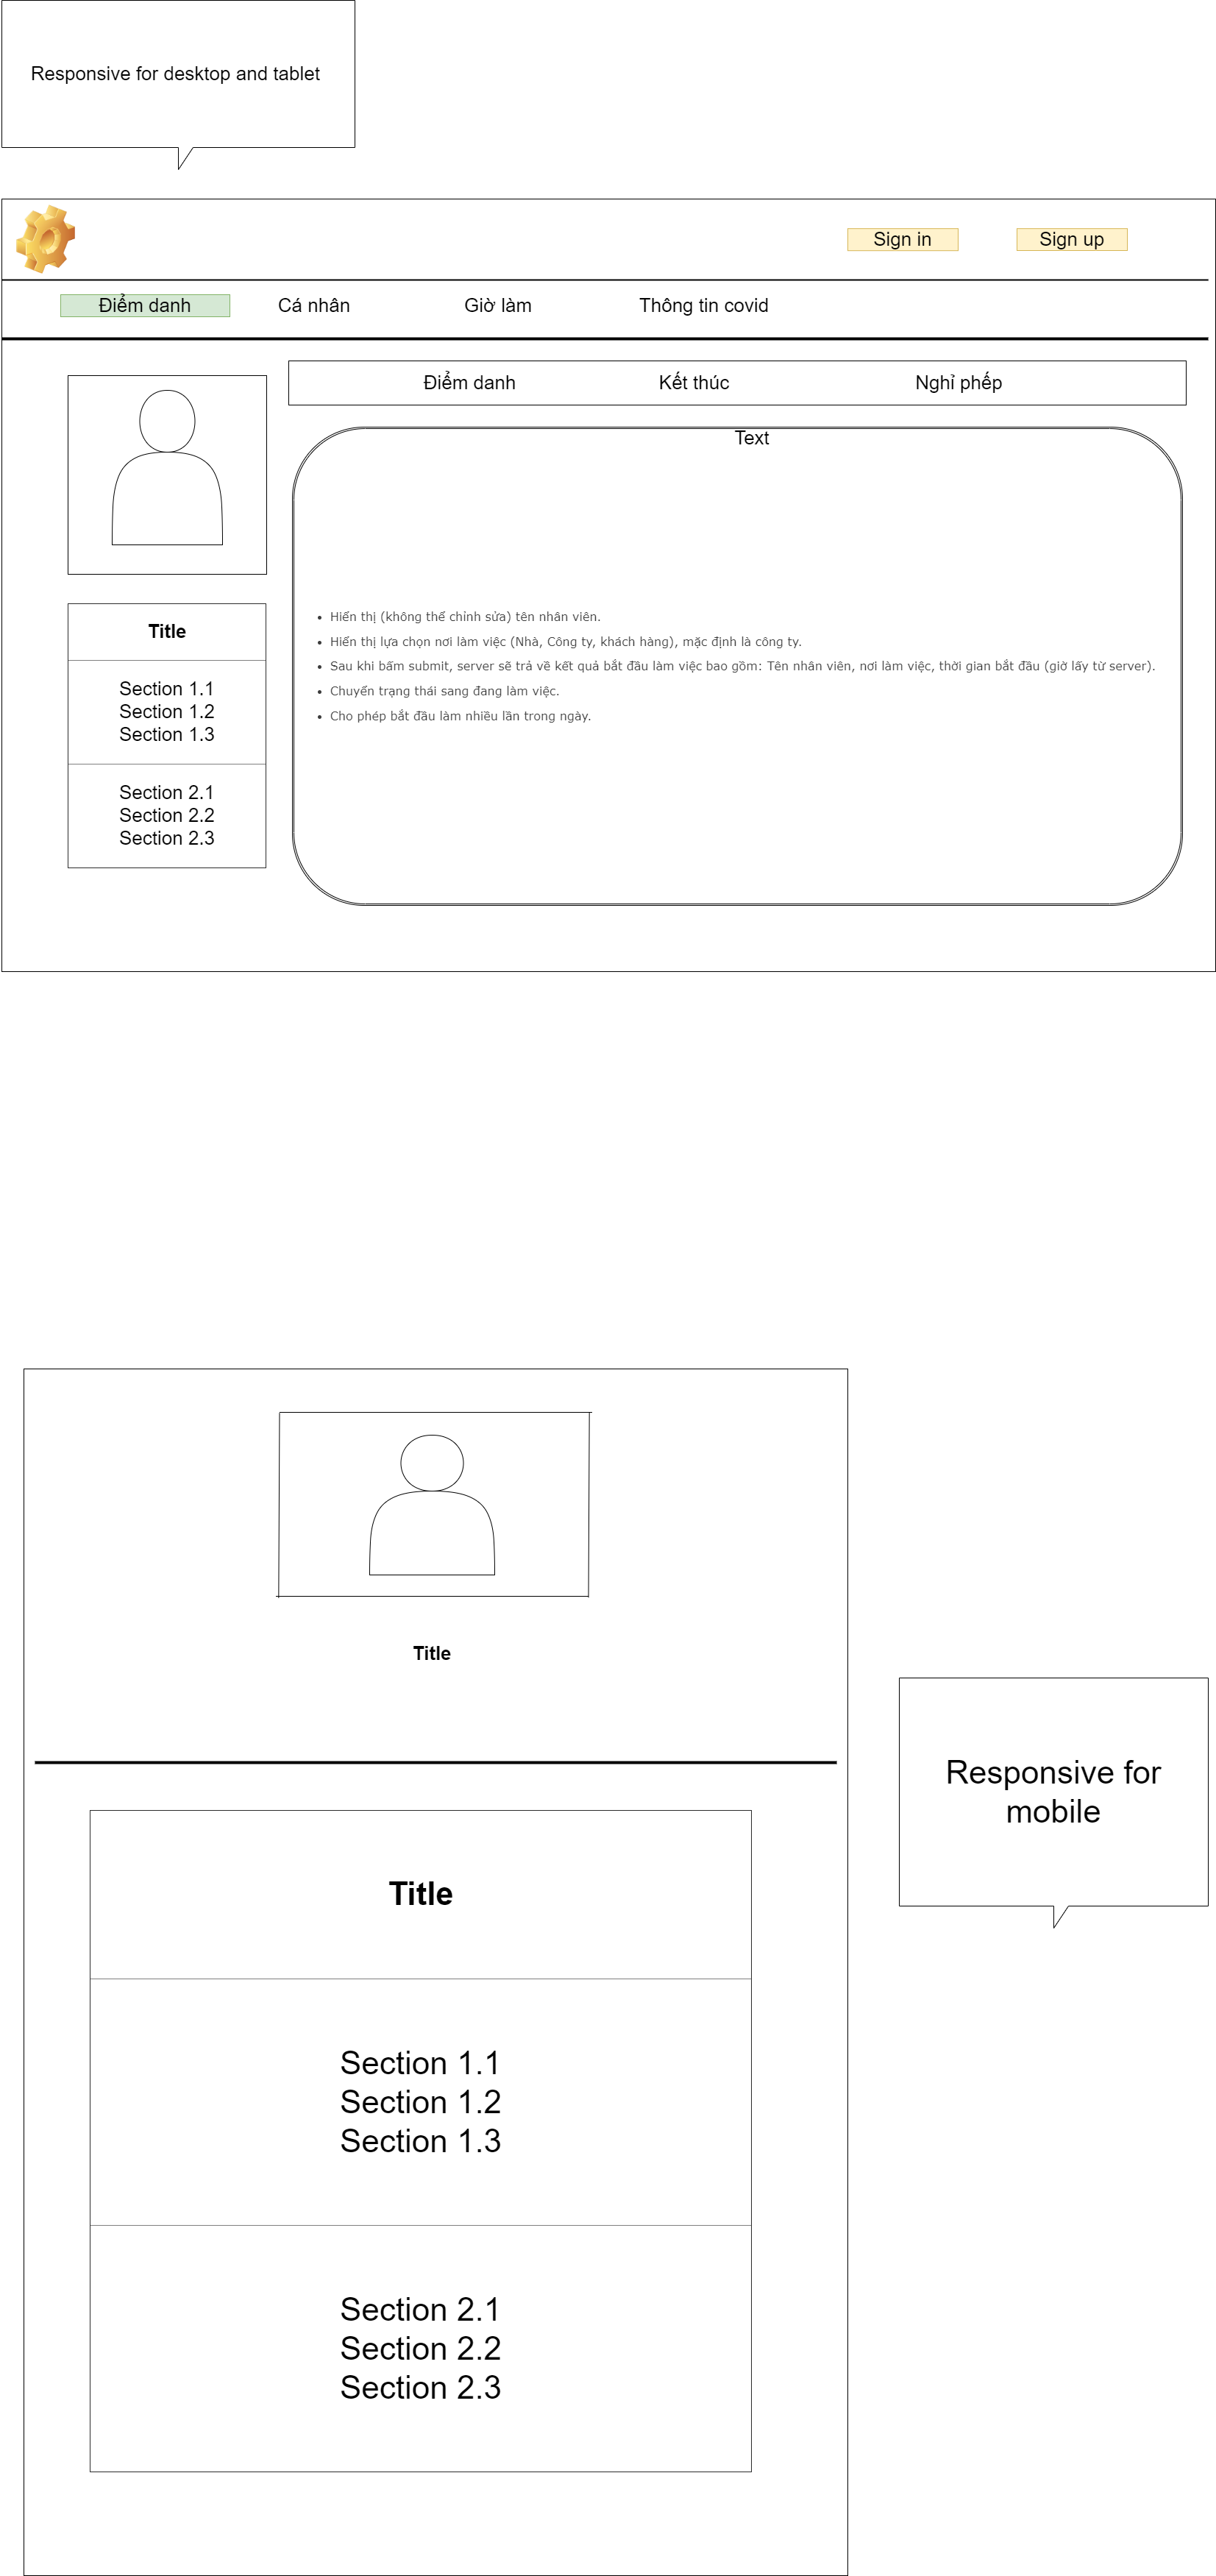 Responsive for desktop and tablet
Sign in
Sign up
Điểm danh
Cá nhân
Giờ làm
Thông tin covid
Điểm danh
Kết thúc
Nghỉ phếp
Text
Title
Section 1.1
Section 1.2
Section 1.3
Section 2.1
Section 2.2
Section 2.3
Hiển thị (không thể chỉnh sửa) tên nhân viên.
Hiển thị lựa chọn nơi làm việc (Nhà, Công ty, khách hàng), mặc định là công ty.
Sau khi bấm submit, server sẽ trả về kết quả bắt đầu làm việc bao gồm: Tên nhân viên, nơi làm việc, thời gian bắt đầu (giờ lấy từ server).
Chuyển trạng thái sang đang làm việc.
Cho phép bắt đầu làm nhiều lần trong ngày.
Title
Responsive for
mobile
Title
Section 1.1
Section 1.2
Section 1.3
Section 2.1
Section 2.2
Section 2.3